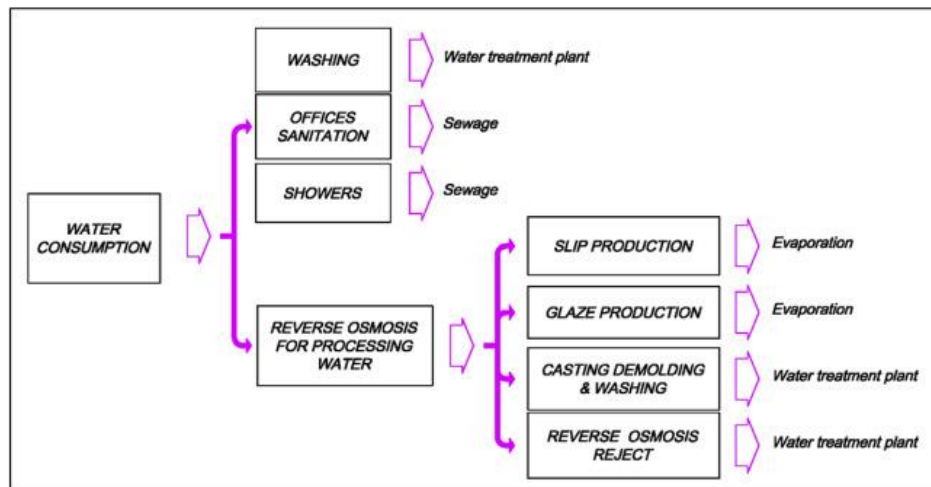 WASHING
Water treatment plant
OFFICES
SANITATION
Sewage
SHOWERS
Sewage
WATER
CONSUMPTION
SLIP PRODUCTION
Evaporation
GLAZE PRODUCTION
Evaporation
REVERSE OSMOSIS
FOR PROCESSING
WATER
CASTING DEMOLDING
& WASHING
Water treatment plant
REVERSE OSMOSIS
REJECT
Water treatment plant